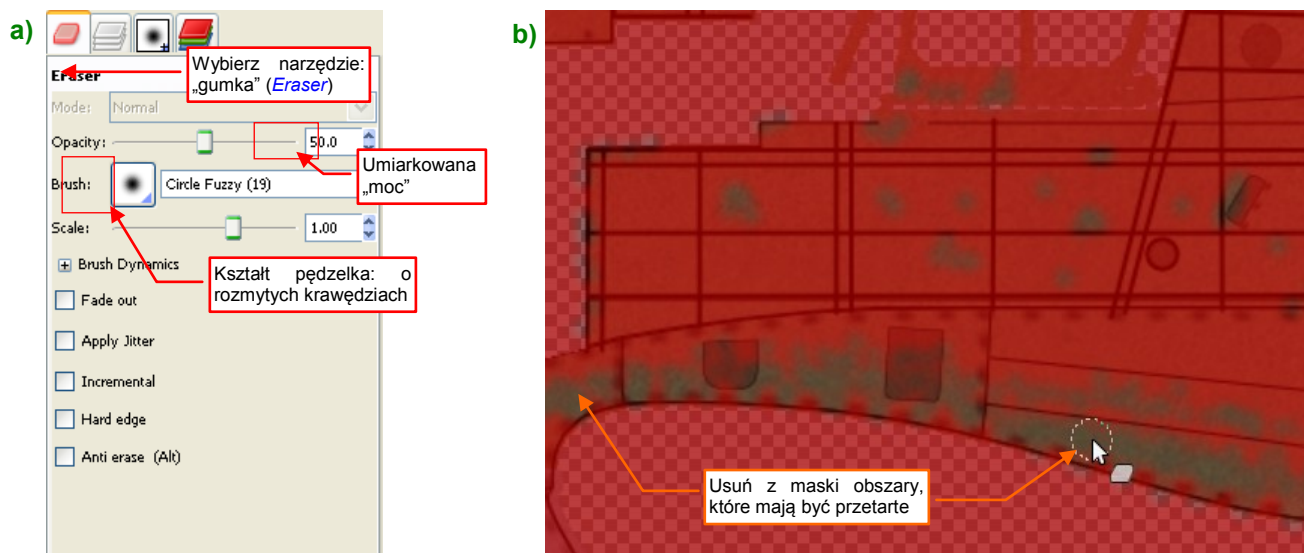 a)
Wybierz narzędzie:
„gumka” (Eraser)
Eraser
Mode: Normal
Opacity: 50.0
Umiarkowana
„moc”
Brush: Circle Fuzzy (19)
Scale: 1.00
Brush Dynamics
Kształt pędzelka: o
rozmytych krawędziach
Fade out
Apply Jitter
Incremental
Hard edge
Anti erase (Alt)
b)
Usuń z maski obszary,
które mają być przetarte